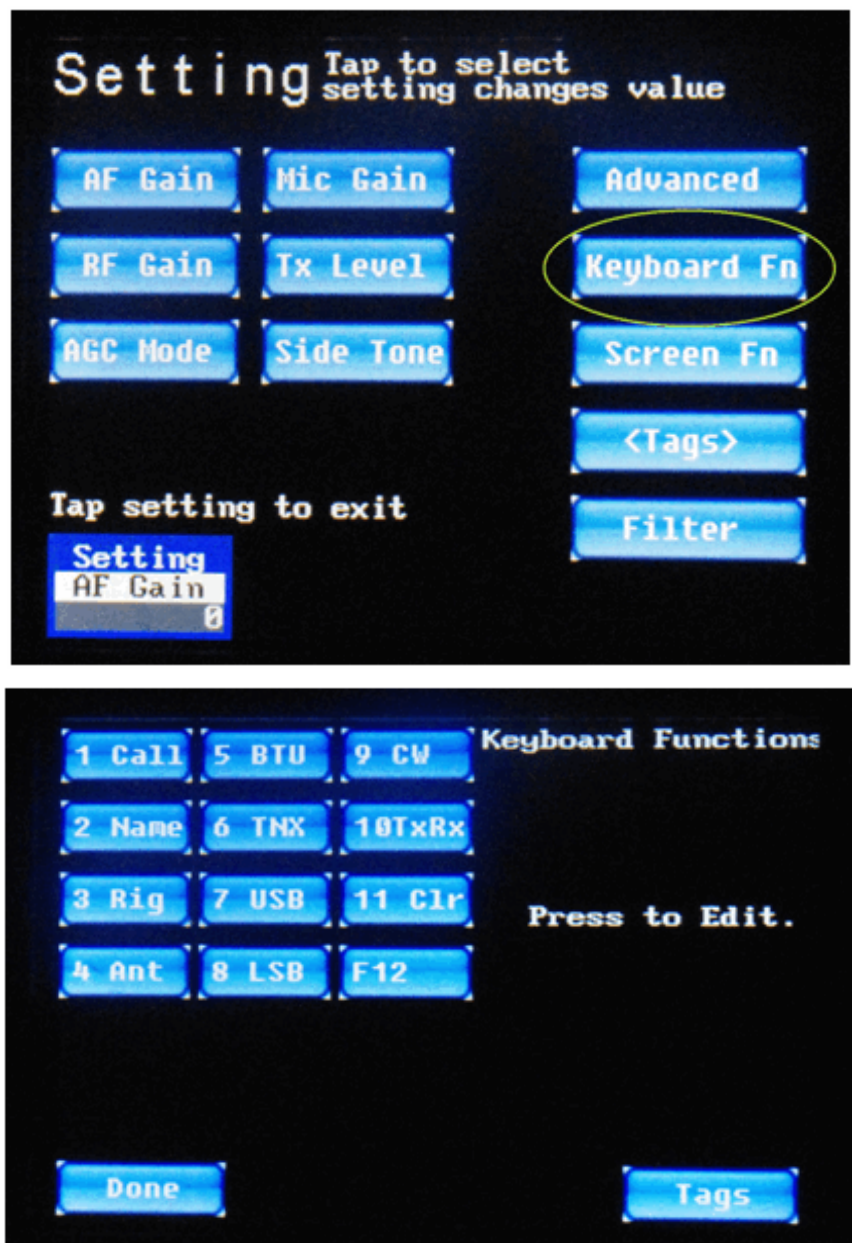 Setting Tap to select
setting changes value
AF Gain Mic Gain Advanced
RF Gain Tx Level Keyboard Fn
AGC Mode Side Tone Screen Fn
<Tags>
Tap setting to exit
Filter
Setting
AF Gain
0
1 Call 5 BTU 9 CW Keyboard Functions
2 Name 6 TNX 10TxRx
3 Rig 7 USB 11 Clr Press to Edit.
4 Ant 8 LSB F12
Done Tags